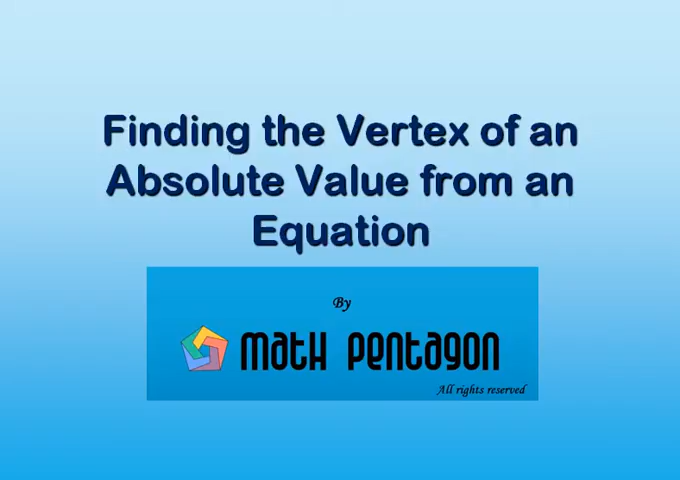 Finding the Vertex of an
Absolute Value from an
Equation
By
Math Pentagon
All rights reserved